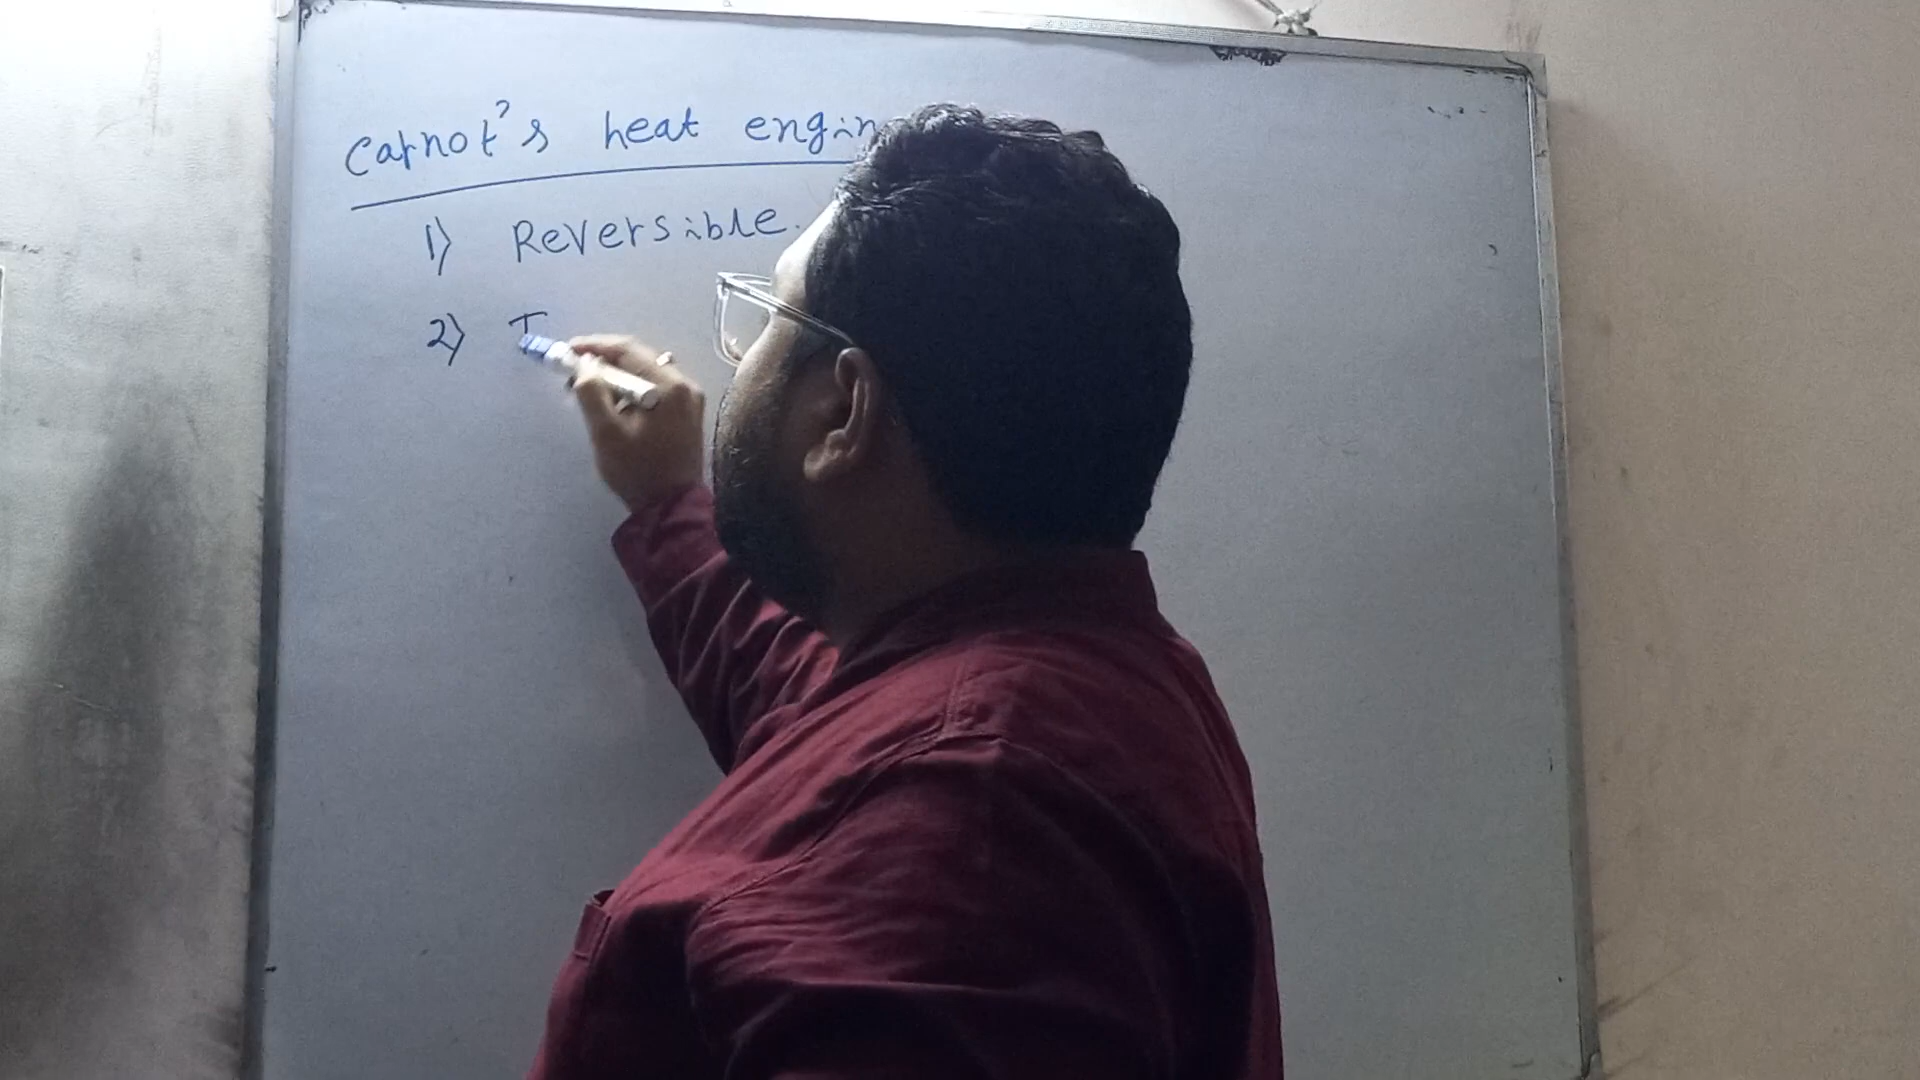 Carnot's heat engin
1) Reversible.
2) I